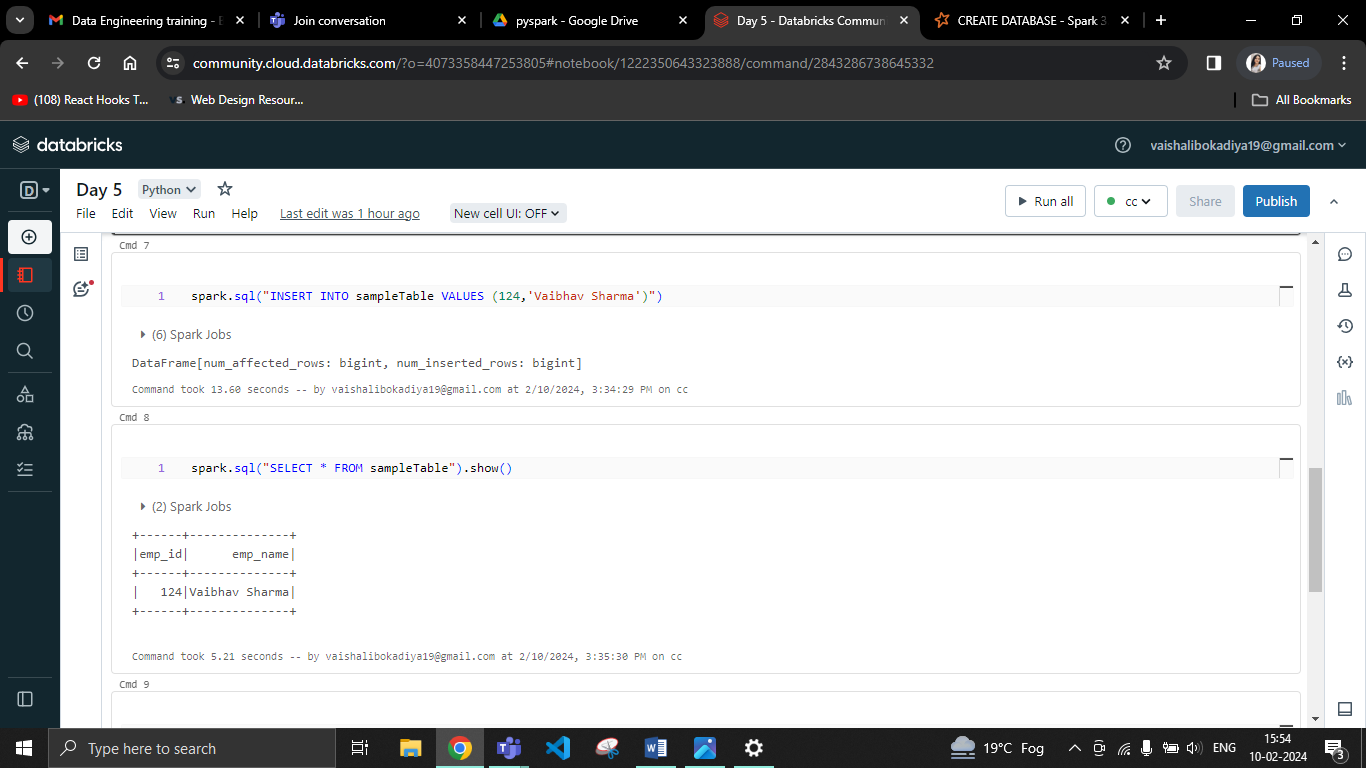 Data Engineering training - E
Join conversation
pyspark - Google Drive
Day 5 - Databricks Commun
CREATE DATABASE - Spark 3
community.cloud.databricks.com/?o=4073358447253805#notebook/1222350643323888/command/2843286738645332
Paused
(108) React Hooks T...
VS Web Design Resour...
All Bookmarks
databricks
vaishalibokadiya19@gmail.com
D
Day 5
Python
File Edit View Run Help Last edit was 1 hour ago New cell UI: OFF
Run all
cc
Share
Publish
Cmd 7
1 spark.sql("INSERT INTO sampleTable VALUES (124,'Vaibhav Sharma')")
(6) Spark Jobs
DataFrame[num_affected_rows: bigint, num_inserted_rows: bigint]
Command took 13.60 seconds -- by vaishalibokadiya19@gmail.com at 2/10/2024, 3:34:29 PM on cc
Cmd 8
1 spark.sql("SELECT * FROM sampleTable").show()
(2) Spark Jobs
+------+--------------+
|emp_id|      emp_name|
+------+--------------+
|   124|Vaibhav Sharma|
+------+--------------+
Command took 5.21 seconds -- by vaishalibokadiya19@gmail.com at 2/10/2024, 3:35:30 PM on cc
Cmd 9
Type here to search
19°C Fog
ENG
15:54
10-02-2024
3